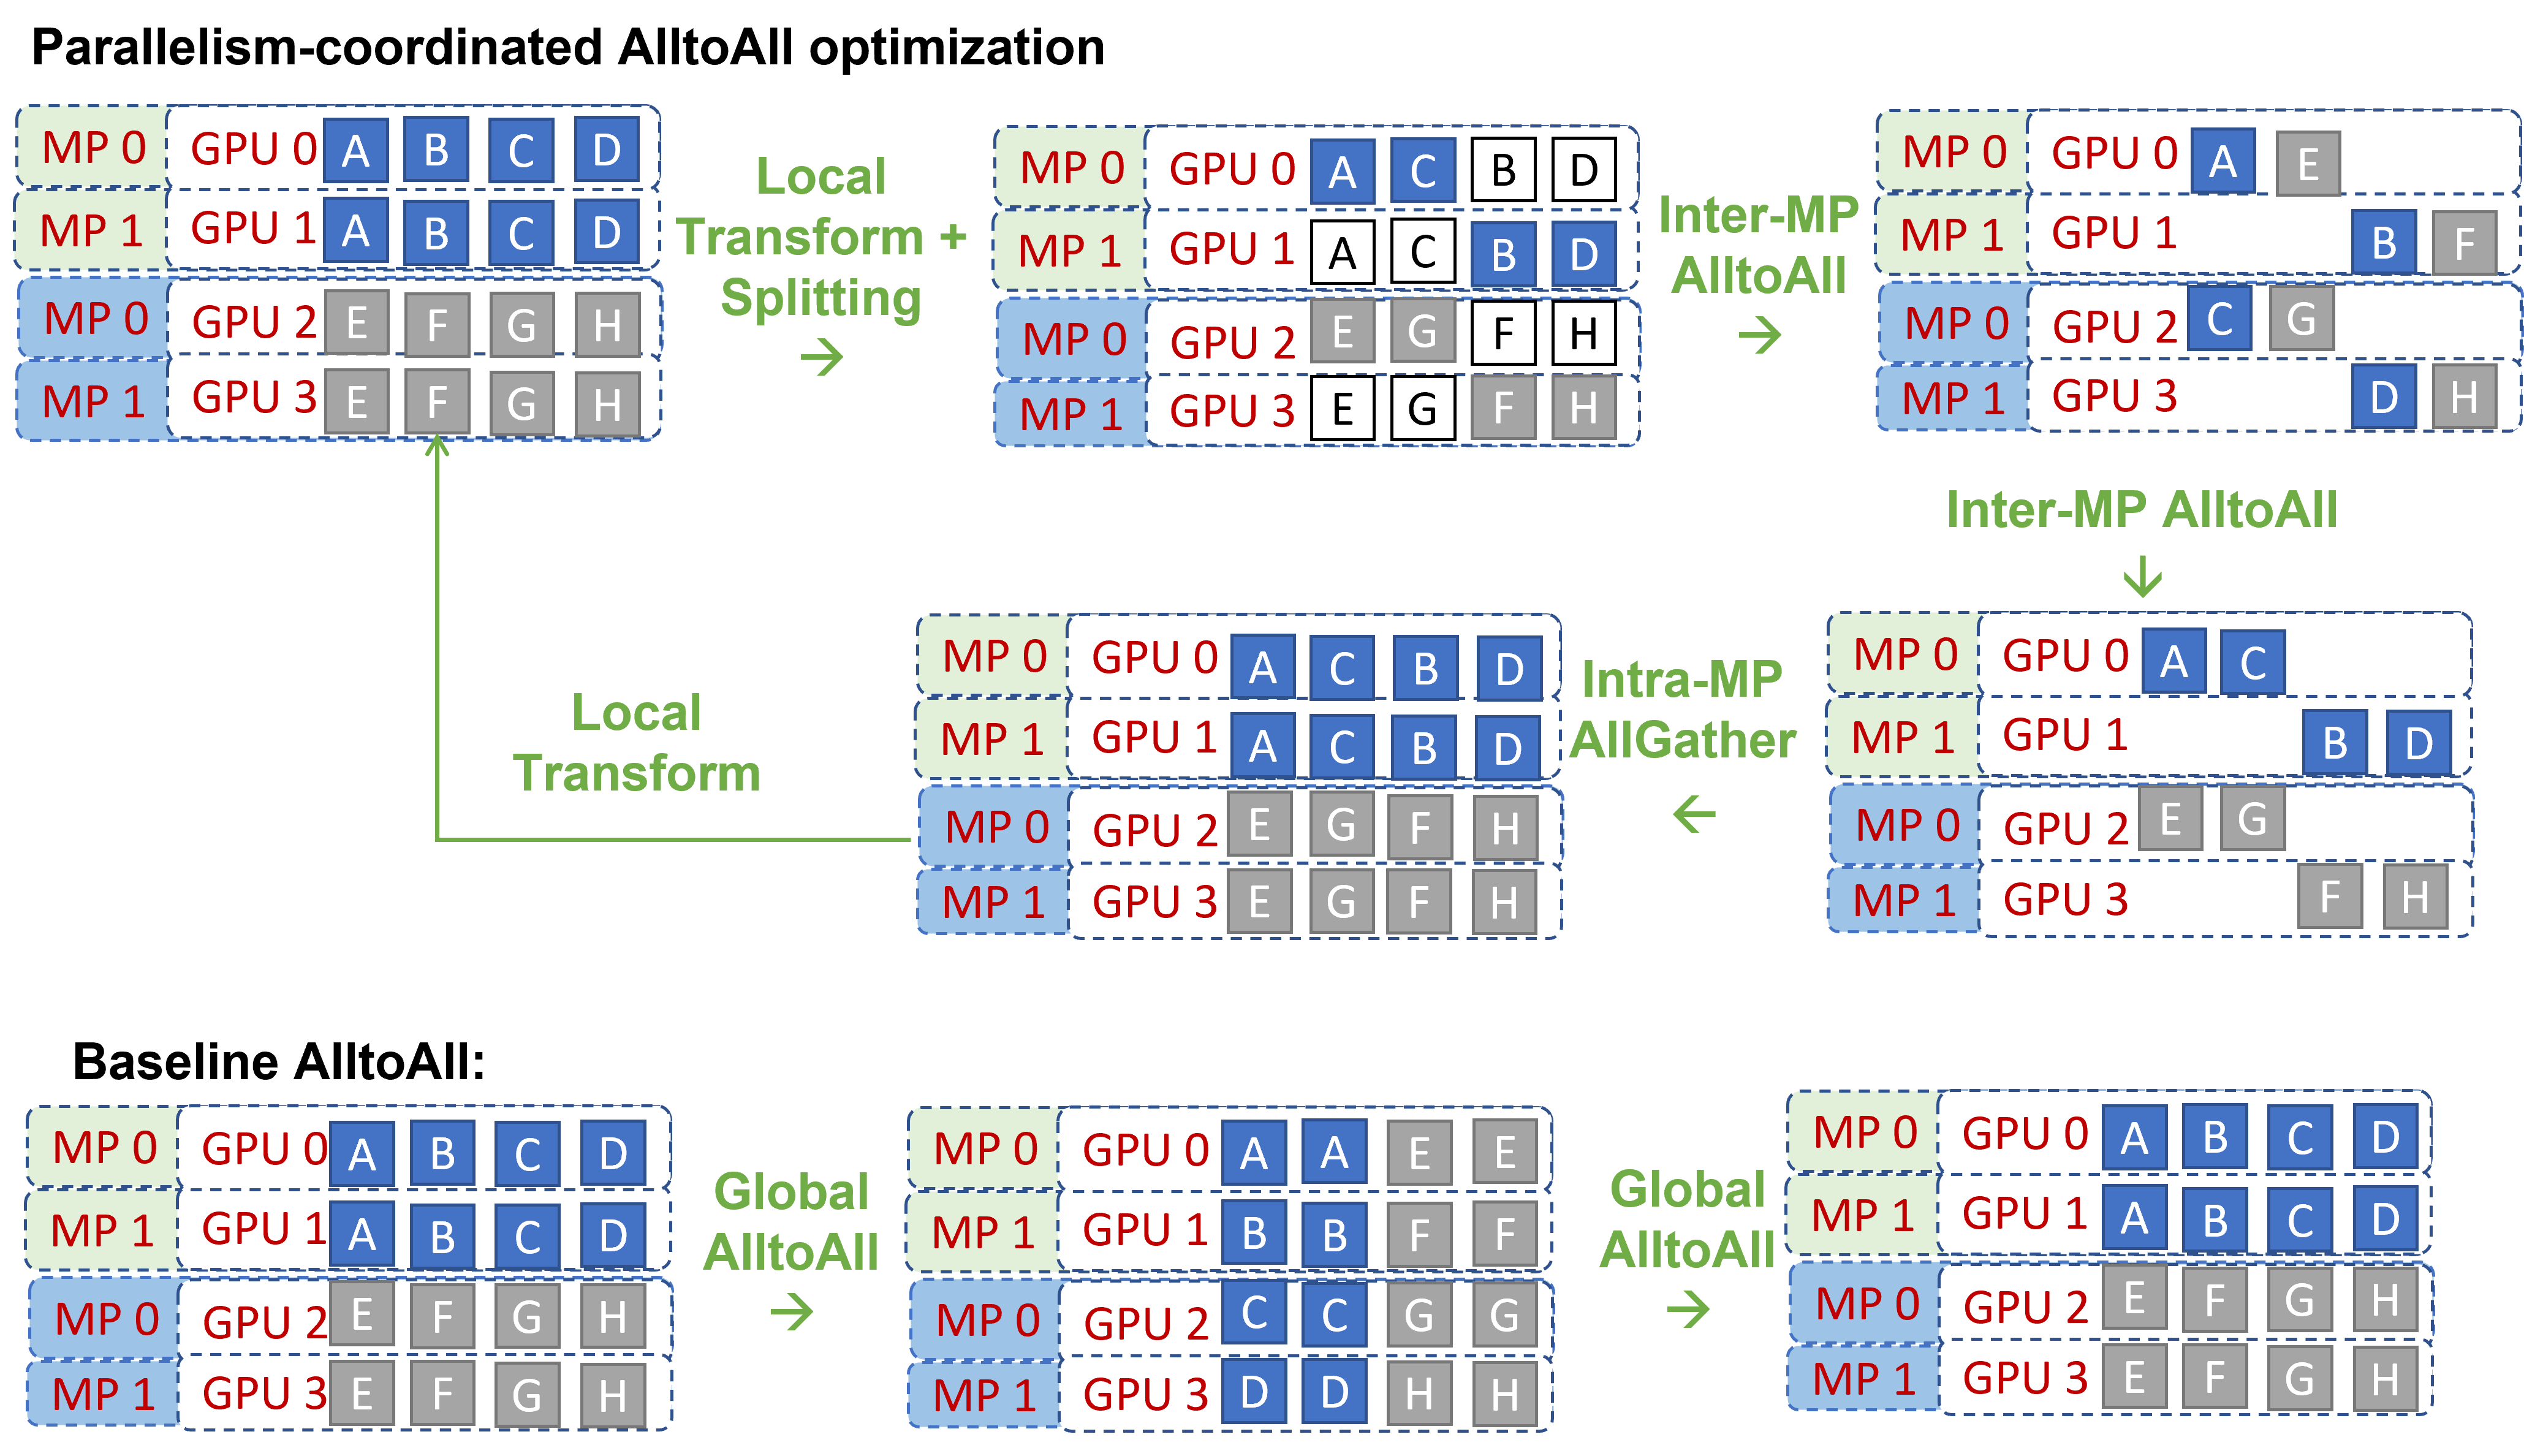 Parallelism-coordinated AlltoAll optimization
MP 0 GPU 0 A B C D
MP 1 GPU 1 A B C D
MP 0 GPU 2 E F G H
MP 1 GPU 3 E F G H
Local
Transform +
Splitting
→
MP 0 GPU 0 A C B D
MP 1 GPU 1 A C B D
MP 0 GPU 2 E G F H
MP 1 GPU 3 E G F H
Inter-MP
AlltoAll
→
MP 0 GPU 0 A E
MP 1 GPU 1 B F
MP 0 GPU 2 C G
MP 1 GPU 3 D H
Inter-MP AlltoAll
↓
MP 0 GPU 0 A C
MP 1 GPU 1 B D
MP 0 GPU 2 E G
MP 1 GPU 3 F H
Intra-MP
AllGather
←
MP 0 GPU 0 A C B D
MP 1 GPU 1 A C B D
MP 0 GPU 2 E G F H
MP 1 GPU 3 E G F H
Local
Transform
Baseline AlltoAll:
MP 0 GPU 0 A B C D
MP 1 GPU 1 A B C D
MP 0 GPU 2 E F G H
MP 1 GPU 3 E F G H
Global
AlltoAll
→
MP 0 GPU 0 A A E E
MP 1 GPU 1 B B F F
MP 0 GPU 2 C C G G
MP 1 GPU 3 D D H H
Global
AlltoAll
→
MP 0 GPU 0 A B C D
MP 1 GPU 1 A B C D
MP 0 GPU 2 E F G H
MP 1 GPU 3 E F G H